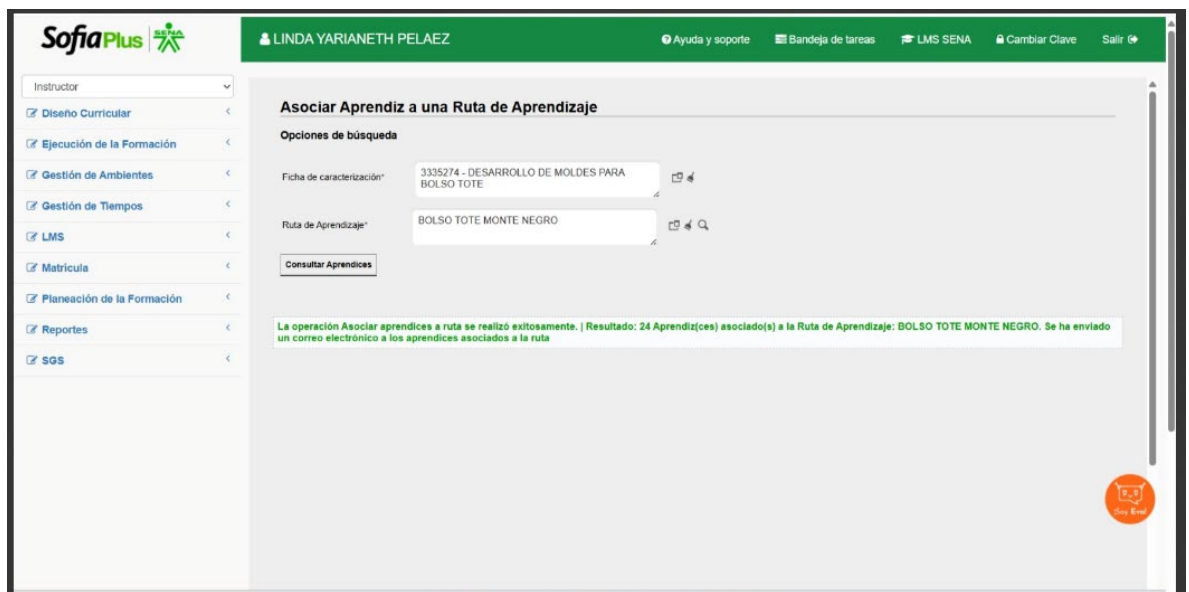 SofiaPlus SENA
LINDA YARIANETH PELAEZ
Ayuda y soporte
Bandeja de tareas
LMS SENA
Cambiar Clave
Salir
Instructor
Diseño Curricular
Ejecución de la Formación
Gestión de Ambientes
Gestión de Tiempos
LMS
Matrícula
Planeación de la Formación
Reportes
SGS
Asociar Aprendiz a una Ruta de Aprendizaje
Opciones de búsqueda
Ficha de caracterización*
3335274 - DESARROLLO DE MOLDES PARA
BOLSO TOTE
Ruta de Aprendizaje*
BOLSO TOTE MONTE NEGRO
Consultar Aprendices
La operación Asociar aprendices a ruta se realizó exitosamente. | Resultado: 24 Aprendiz(ces) asociado(s) a la Ruta de Aprendizaje: BOLSO TOTE MONTE NEGRO. Se ha enviado
un correo electrónico a los aprendices asociados a la ruta
Soy Eva!